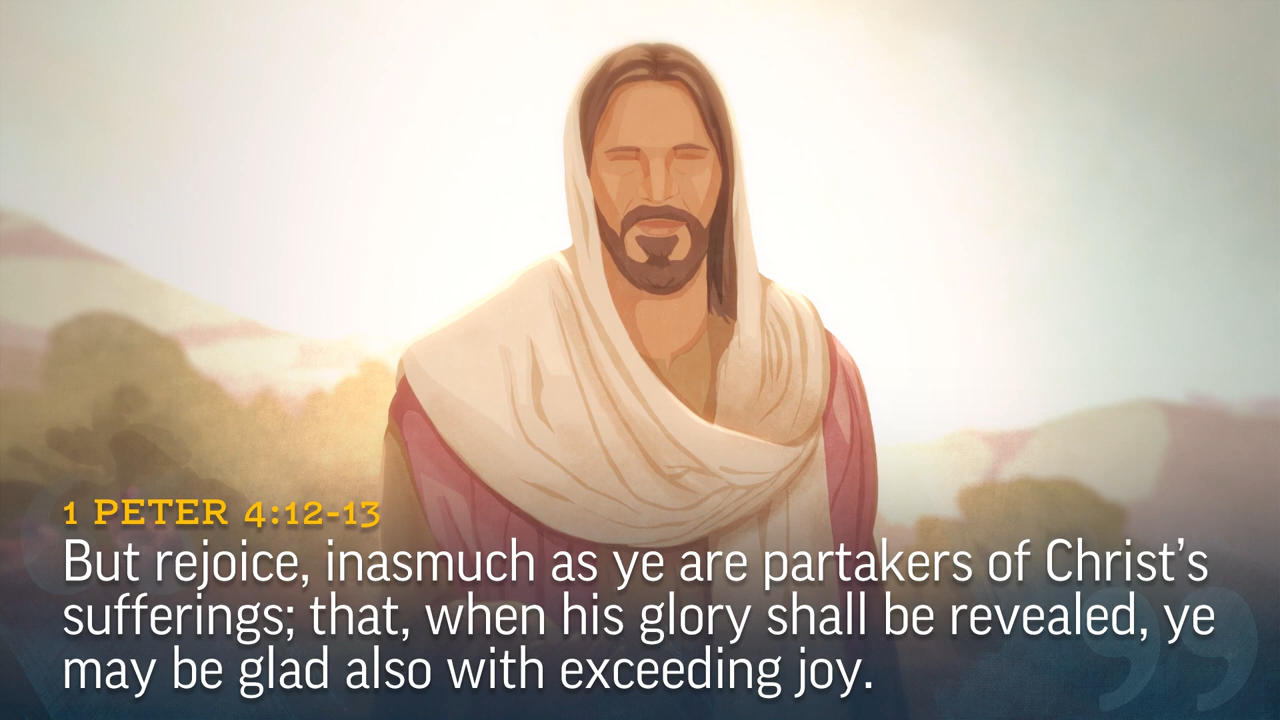 1 PETER 4:12-13
But rejoice, inasmuch as ye are partakers of Christ’s
sufferings; that, when his glory shall be revealed, ye
may be glad also with exceeding joy.